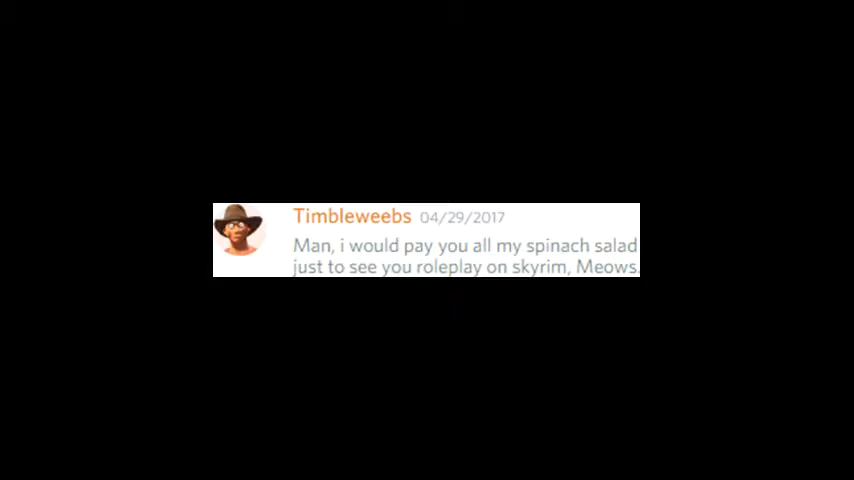 Timbleweebs 04/29/2017
Man, i would pay you all my spinach salad
just to see you roleplay on skyrim, Meows.